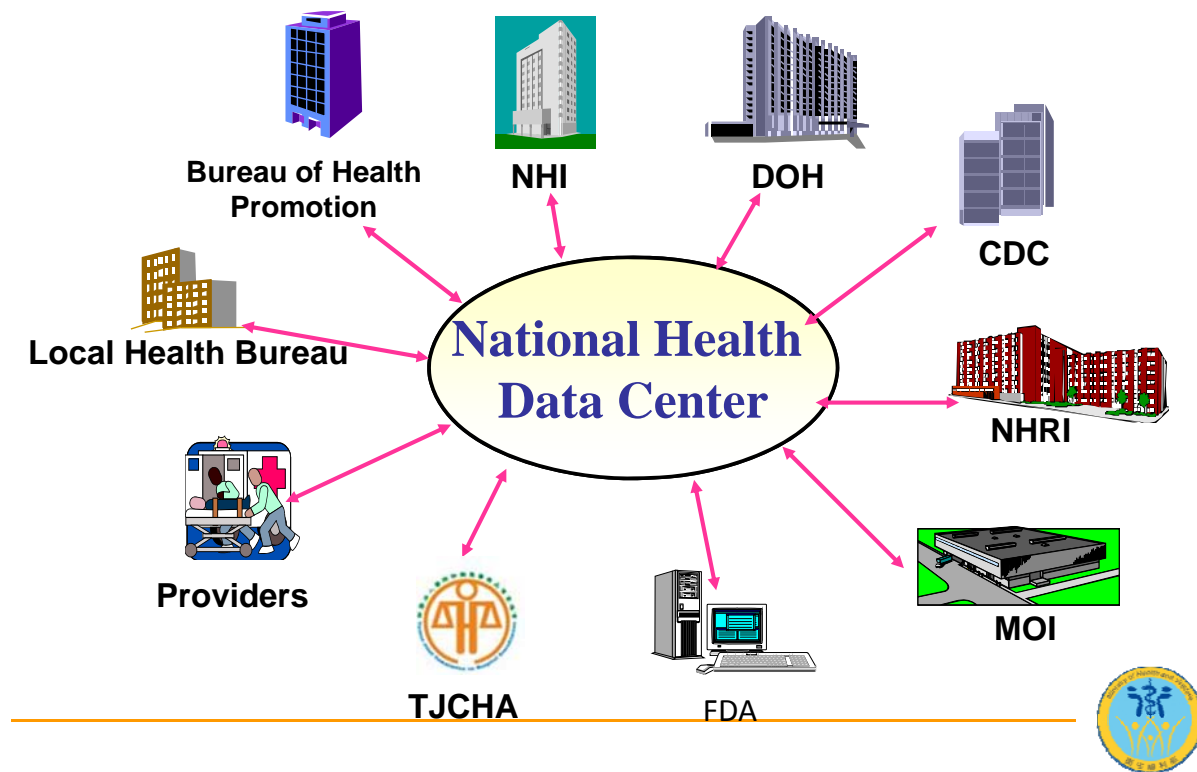 Bureau of Health
Promotion
NHI
DOH
CDC
Local Health Bureau
National Health
Data Center
NHRI
Providers
MOI
TJCHA
FDA